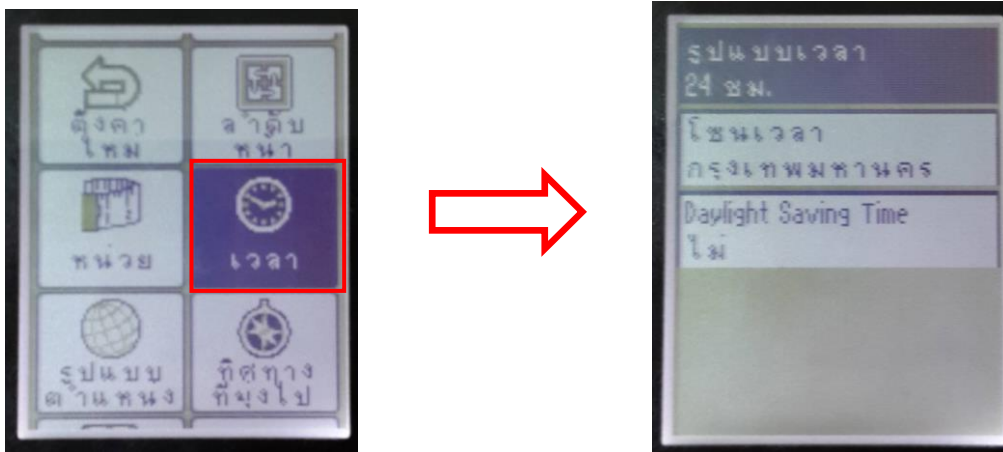 ตั้งค่า
ใหม่
ลำดับ
หน้า
หน่วย
เวลา
รูปแบบ
ตำแหน่ง
ทิศทาง
ที่มุ่งไป
รูปแบบเวลา
24 ชม.
โซนเวลา
กรุงเทพมหานคร
Daylight Saving Time
ไม่